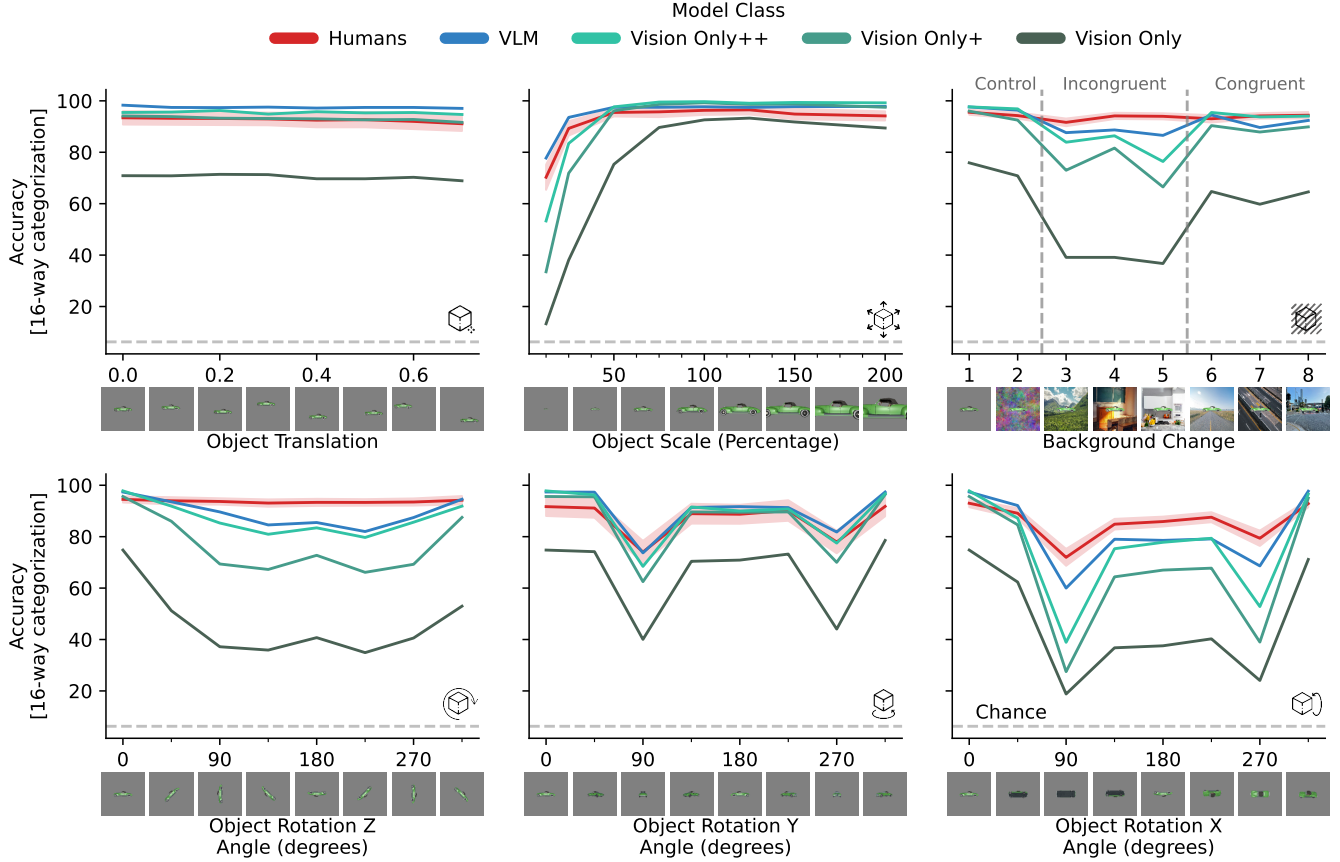 Model Class
Humans VLM Vision Only++ Vision Only+ Vision Only
Accuracy
[16-way categorization]
100
80
60
40
20
0.0 0.2 0.4 0.6
Object Translation
50 100 150 200
Object Scale (Percentage)
Control Incongruent Congruent
1 2 3 4 5 6 7 8
Background Change
Accuracy
[16-way categorization]
100
80
60
40
20
0 90 180 270
Object Rotation Z
Angle (degrees)
0 90 180 270
Object Rotation Y
Angle (degrees)
Chance
0 90 180 270
Object Rotation X
Angle (degrees)